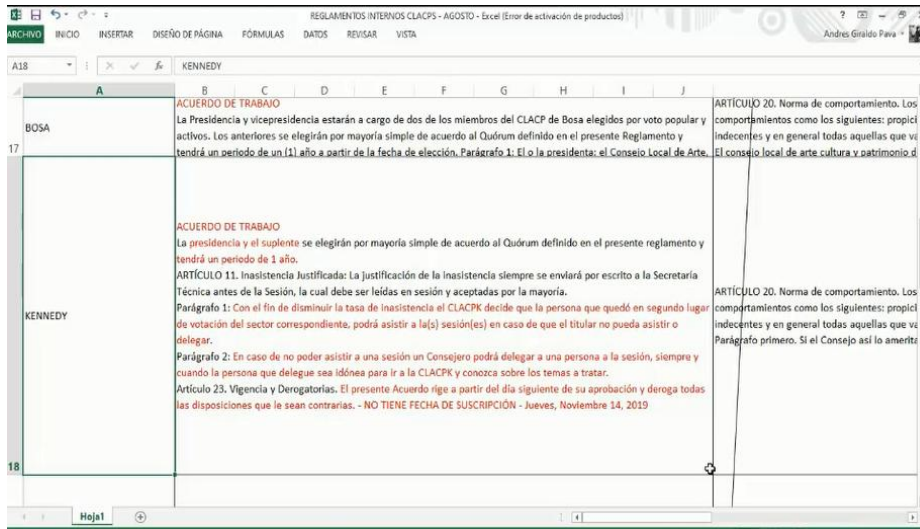 REGLAMENTOS INTERNOS CLACPS - AGOSTO - Excel (Error de activación de productos)
ARCHIVO INICIO INSERTAR DISEÑO DE PÁGINA FÓRMULAS DATOS REVISAR VISTA Andres Giraldo Pava
A18 fx KENNEDY
A B C D E F G H I J
17
BOSA
ACUERDO DE TRABAJO
La Presidencia y vicepresidencia estarán a cargo de dos de los miembros del CLACP de Bosa elegidos por voto popular y
activos. Los anteriores se elegirán por mayoría simple de acuerdo al Quórum definido en el presente Reglamento y
tendrá un periodo de un (1) año a partir de la fecha de elección. Parágrafo 1: El o la presidenta: el Consejo Local de Arte,
ARTÍCULO 20. Norma de comportamiento. Los
comportamientos como los siguientes: propici
indecentes y en general todas aquellas que va
El consejo local de arte cultura y patrimonio d
18
KENNEDY
ACUERDO DE TRABAJO
La presidencia y el suplente se elegirán por mayoría simple de acuerdo al Quórum definido en el presente reglamento y
tendrá un periodo de 1 año.
ARTÍCULO 11. Inasistencia Justificada: La justificación de la inasistencia siempre se enviará por escrito a la Secretaría
Técnica antes de la Sesión, la cual debe ser leídas en sesión y aceptadas por la mayoría.
Parágrafo 1: Con el fin de disminuir la tasa de inasistencia el CLACPK decide que la persona que quedó en segundo lugar
de votación del sector correspondiente, podrá asistir a la(s) sesión(es) en caso de que el titular no pueda asistir o
delegar.
Parágrafo 2: En caso de no poder asistir a una sesión un Consejero podrá delegar a una persona a la sesión, siempre y
cuando la persona que delegue sea idónea para ir a la CLACPK y conozca sobre los temas a tratar.
Artículo 23. Vigencia y Derogatorias. El presente Acuerdo rige a partir del día siguiente de su aprobación y deroga todas
las disposiciones que le sean contrarias. - NO TIENE FECHA DE SUSCRIPCIÓN - Jueves, Noviembre 14, 2019
ARTÍCULO 20. Norma de comportamiento. Los
comportamientos como los siguientes: propici
indecentes y en general todas aquellas que va
Parágrafo primero. Si el Consejo así lo amerita
Hoja1